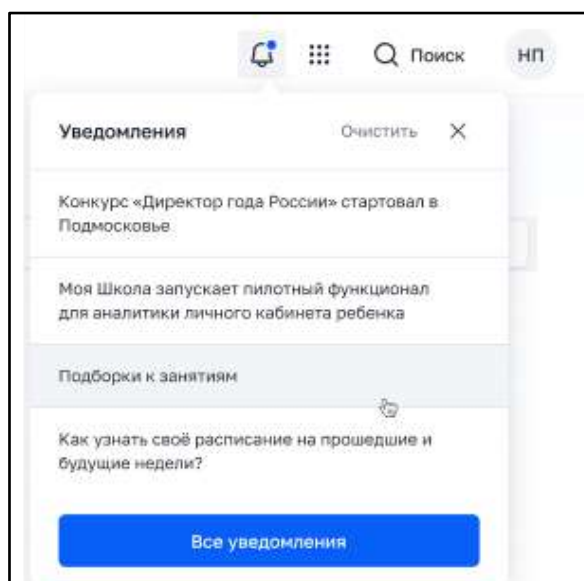 Поиск
НП
Уведомления
Очистить
Конкурс «Директор года России» стартовал в
Подмосковье
Моя Школа запускает пилотный функционал
для аналитики личного кабинета ребенка
Подборки к занятиям
Как узнать своё расписание на прошедшие и
будущие недели?
Все уведомления